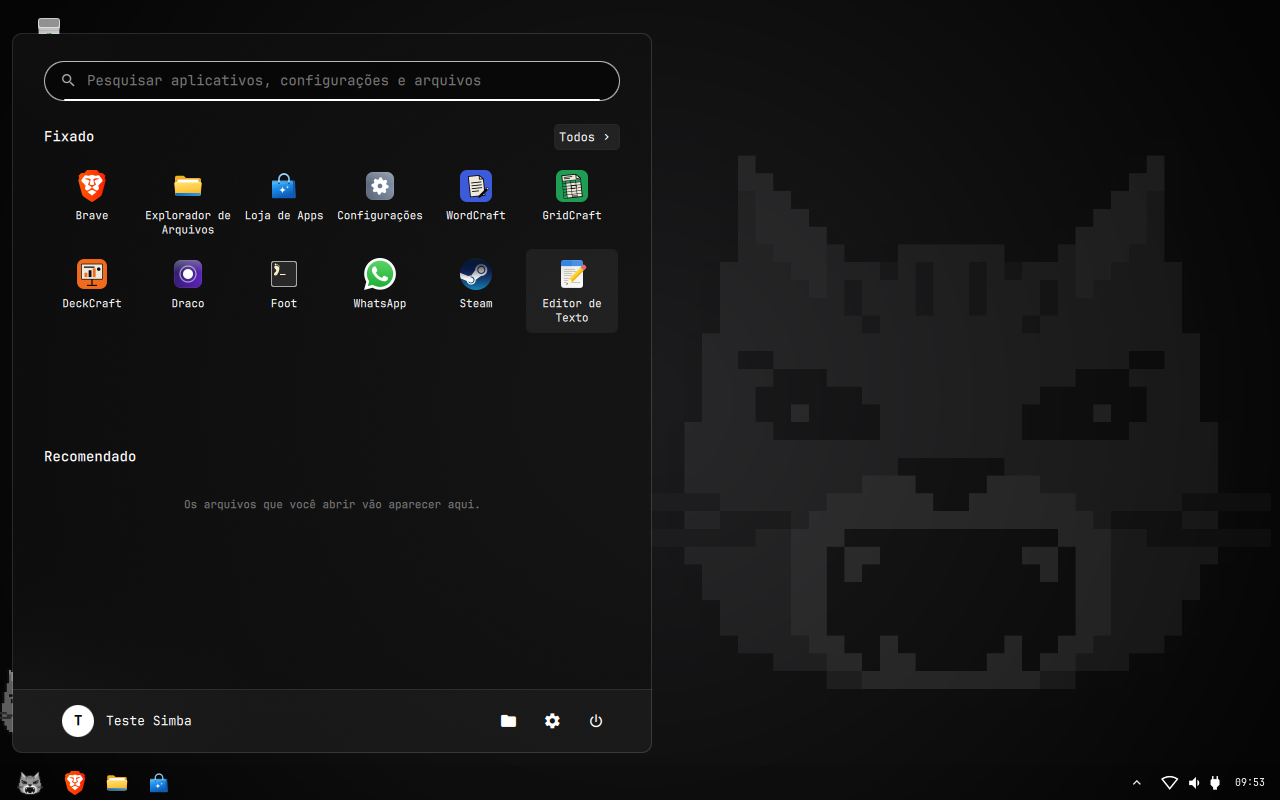 Pesquisar aplicativos, configurações e arquivos
Fixado
Todos
Brave
Explorador de
Arquivos
Loja de Apps
Configurações
WordCraft
GridCraft
DeckCraft
Draco
Foot
WhatsApp
Steam
Editor de
Texto
Recomendado
Os arquivos que você abrir vão aparecer aqui.
T
Teste Simba
09:53